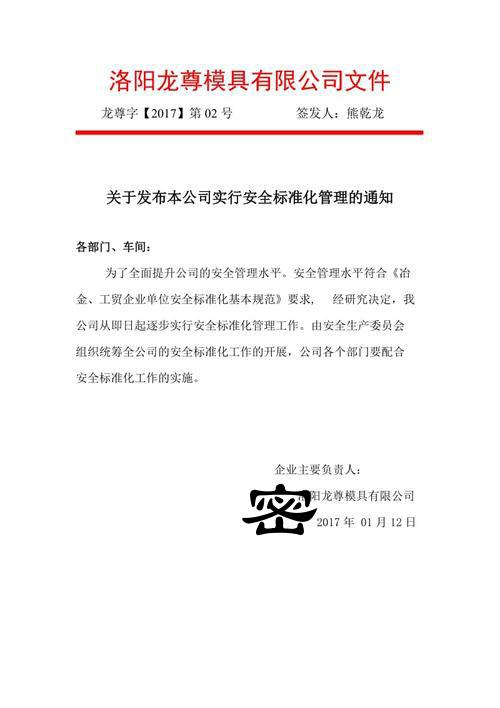 洛阳龙尊模具有限公司文件
龙尊字【2017】第 02 号 签发人：熊乾龙
关于发布本公司实行安全标准化管理的通知
各部门、车间：
为了全面提升公司的安全管理水平。安全管理水平符合《冶
金、工贸企业单位安全标准化基本规范》要求， 经研究决定，我
公司从即日起逐步实行安全标准化管理工作。由安全生产委员会
组织统筹全公司的安全标准化工作的开展，公司各个部门要配合
安全标准化工作的实施。
企业主要负责人：
洛阳龙尊模具有限公司
密
2017 年 01 月 12 日